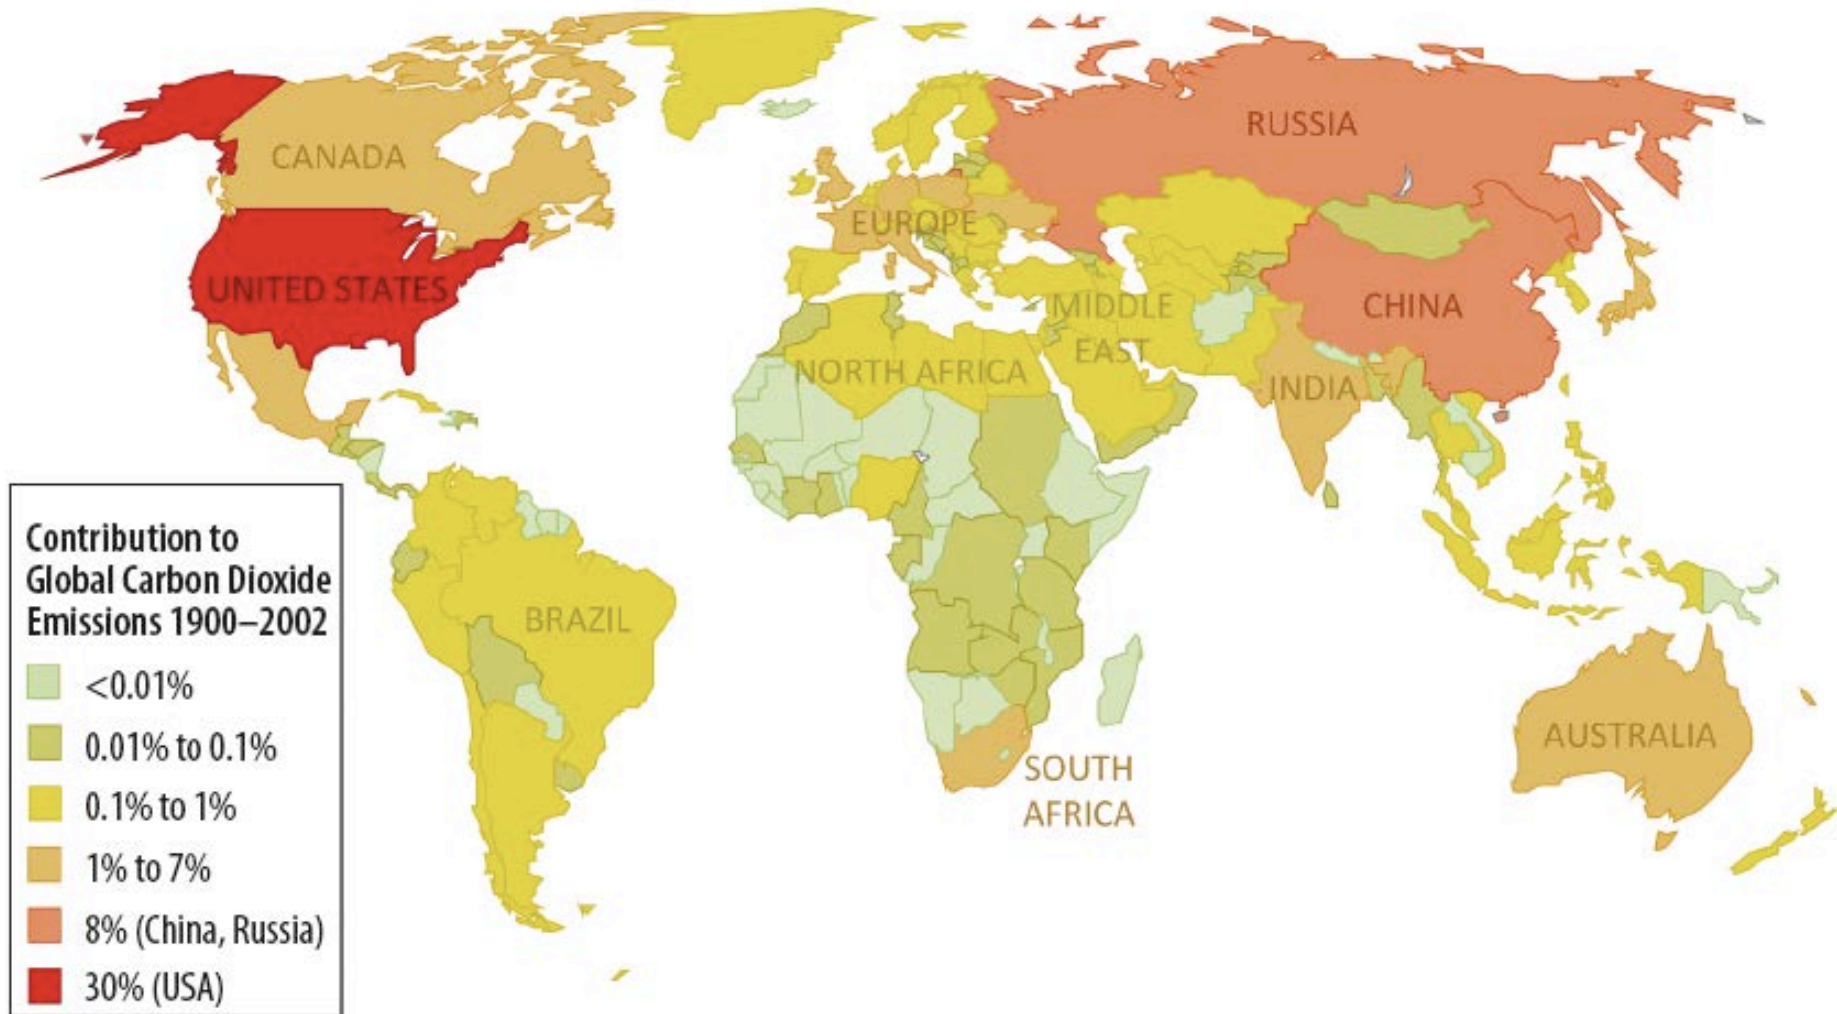 CANADA
RUSSIA
EUROPE
UNITED STATES
CHINA
MIDDLE
EAST
NORTH AFRICA
INDIA
BRAZIL
AUSTRALIA
SOUTH
AFRICA
Contribution to
Global Carbon Dioxide
Emissions 1900–2002
<0.01%
0.01% to 0.1%
0.1% to 1%
1% to 7%
8% (China, Russia)
30% (USA)